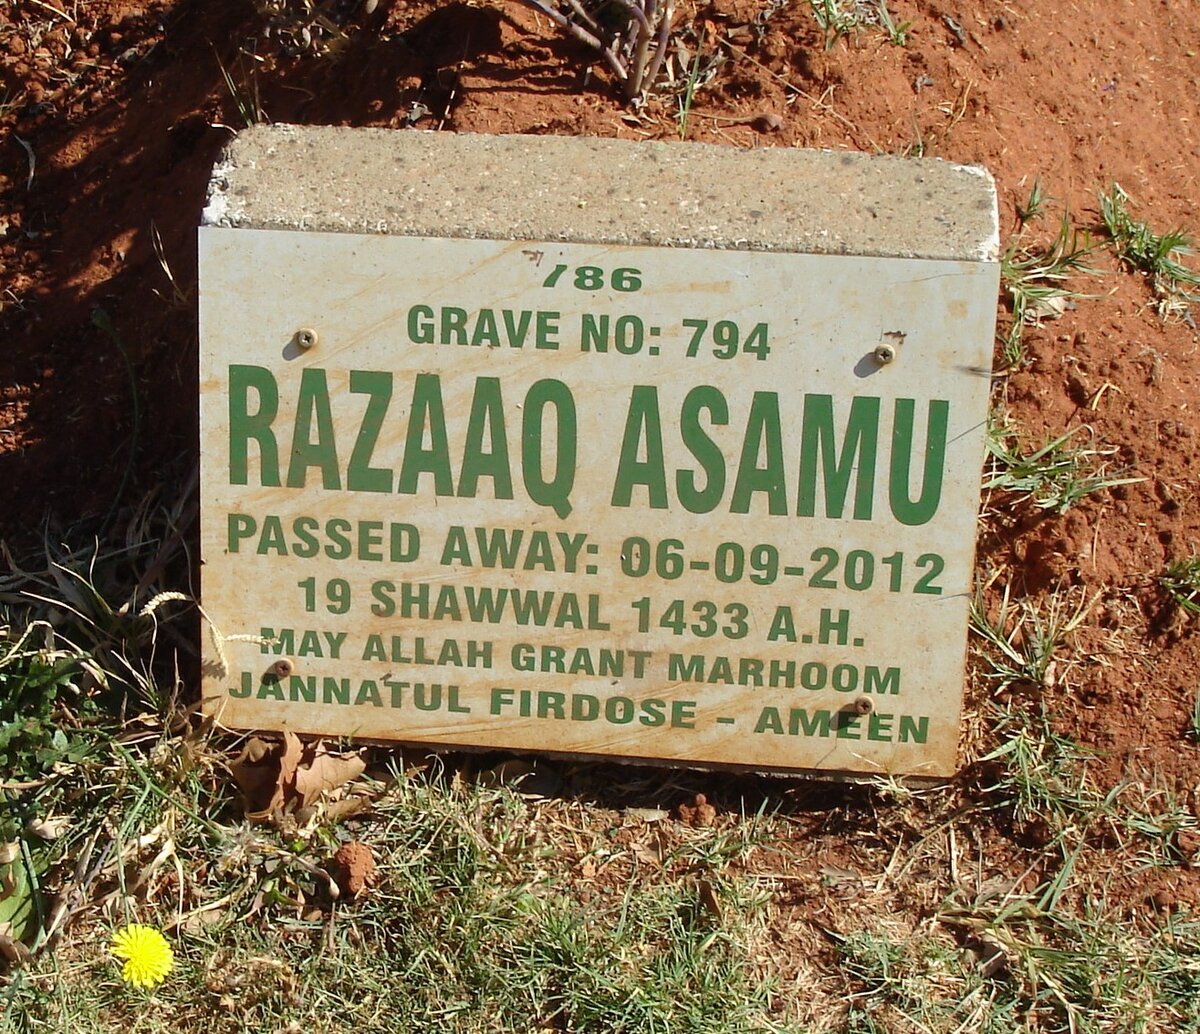 786
GRAVE NO: 794
RAZAAQ ASAMU
PASSED AWAY: 06-09-2012
19 SHAWWAL 1433 A.H.
MAY ALLAH GRANT MARHOOM
JANNATUL FIRDOSE - AMEEN